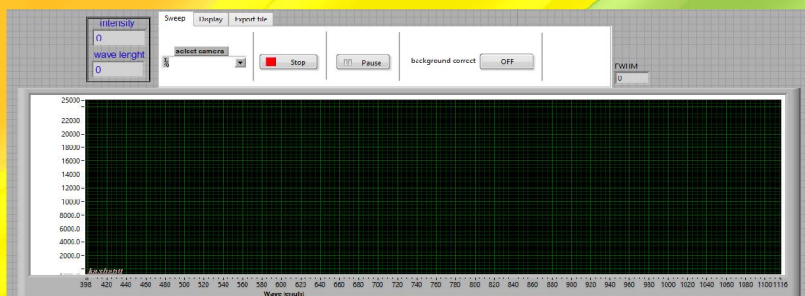 intensity
0
wave lenght
0
Sweep Display Export file
select camera
Stop
Pause
background correct
OFF
FWHM
0
25000
22000
20000
18000
16000
14000
12000
10000
8000.0
6000.0
4000.0
2000.0
398 420 440 460 480 500 520 540 560 580 600 620 640 660 680 700 720 740 760 780 800 820 840 860 880 900 920 940 960 980 1000 1020 1040 1060 1080 1100 1116
Wave lenght